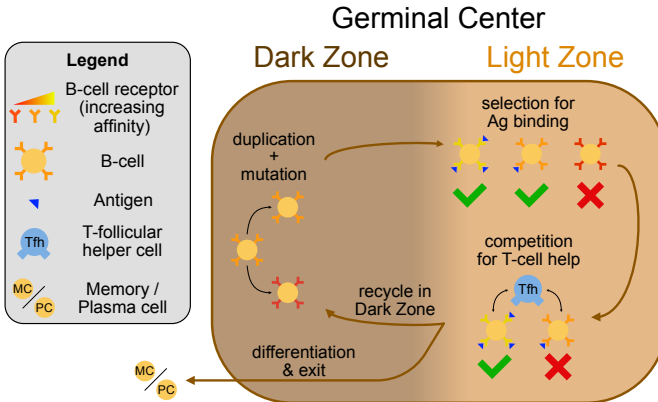 Germinal Center
Dark Zone
Light Zone
Legend
B-cell receptor
(increasing
affinity)
B-cell
Antigen
Tfh
T-follicular
helper cell
MC
PC
Memory /
Plasma cell
duplication
+
mutation
selection for
Ag binding
competition
for T-cell help
Tfh
recycle in
Dark Zone
differentiation
& exit
MC
PC